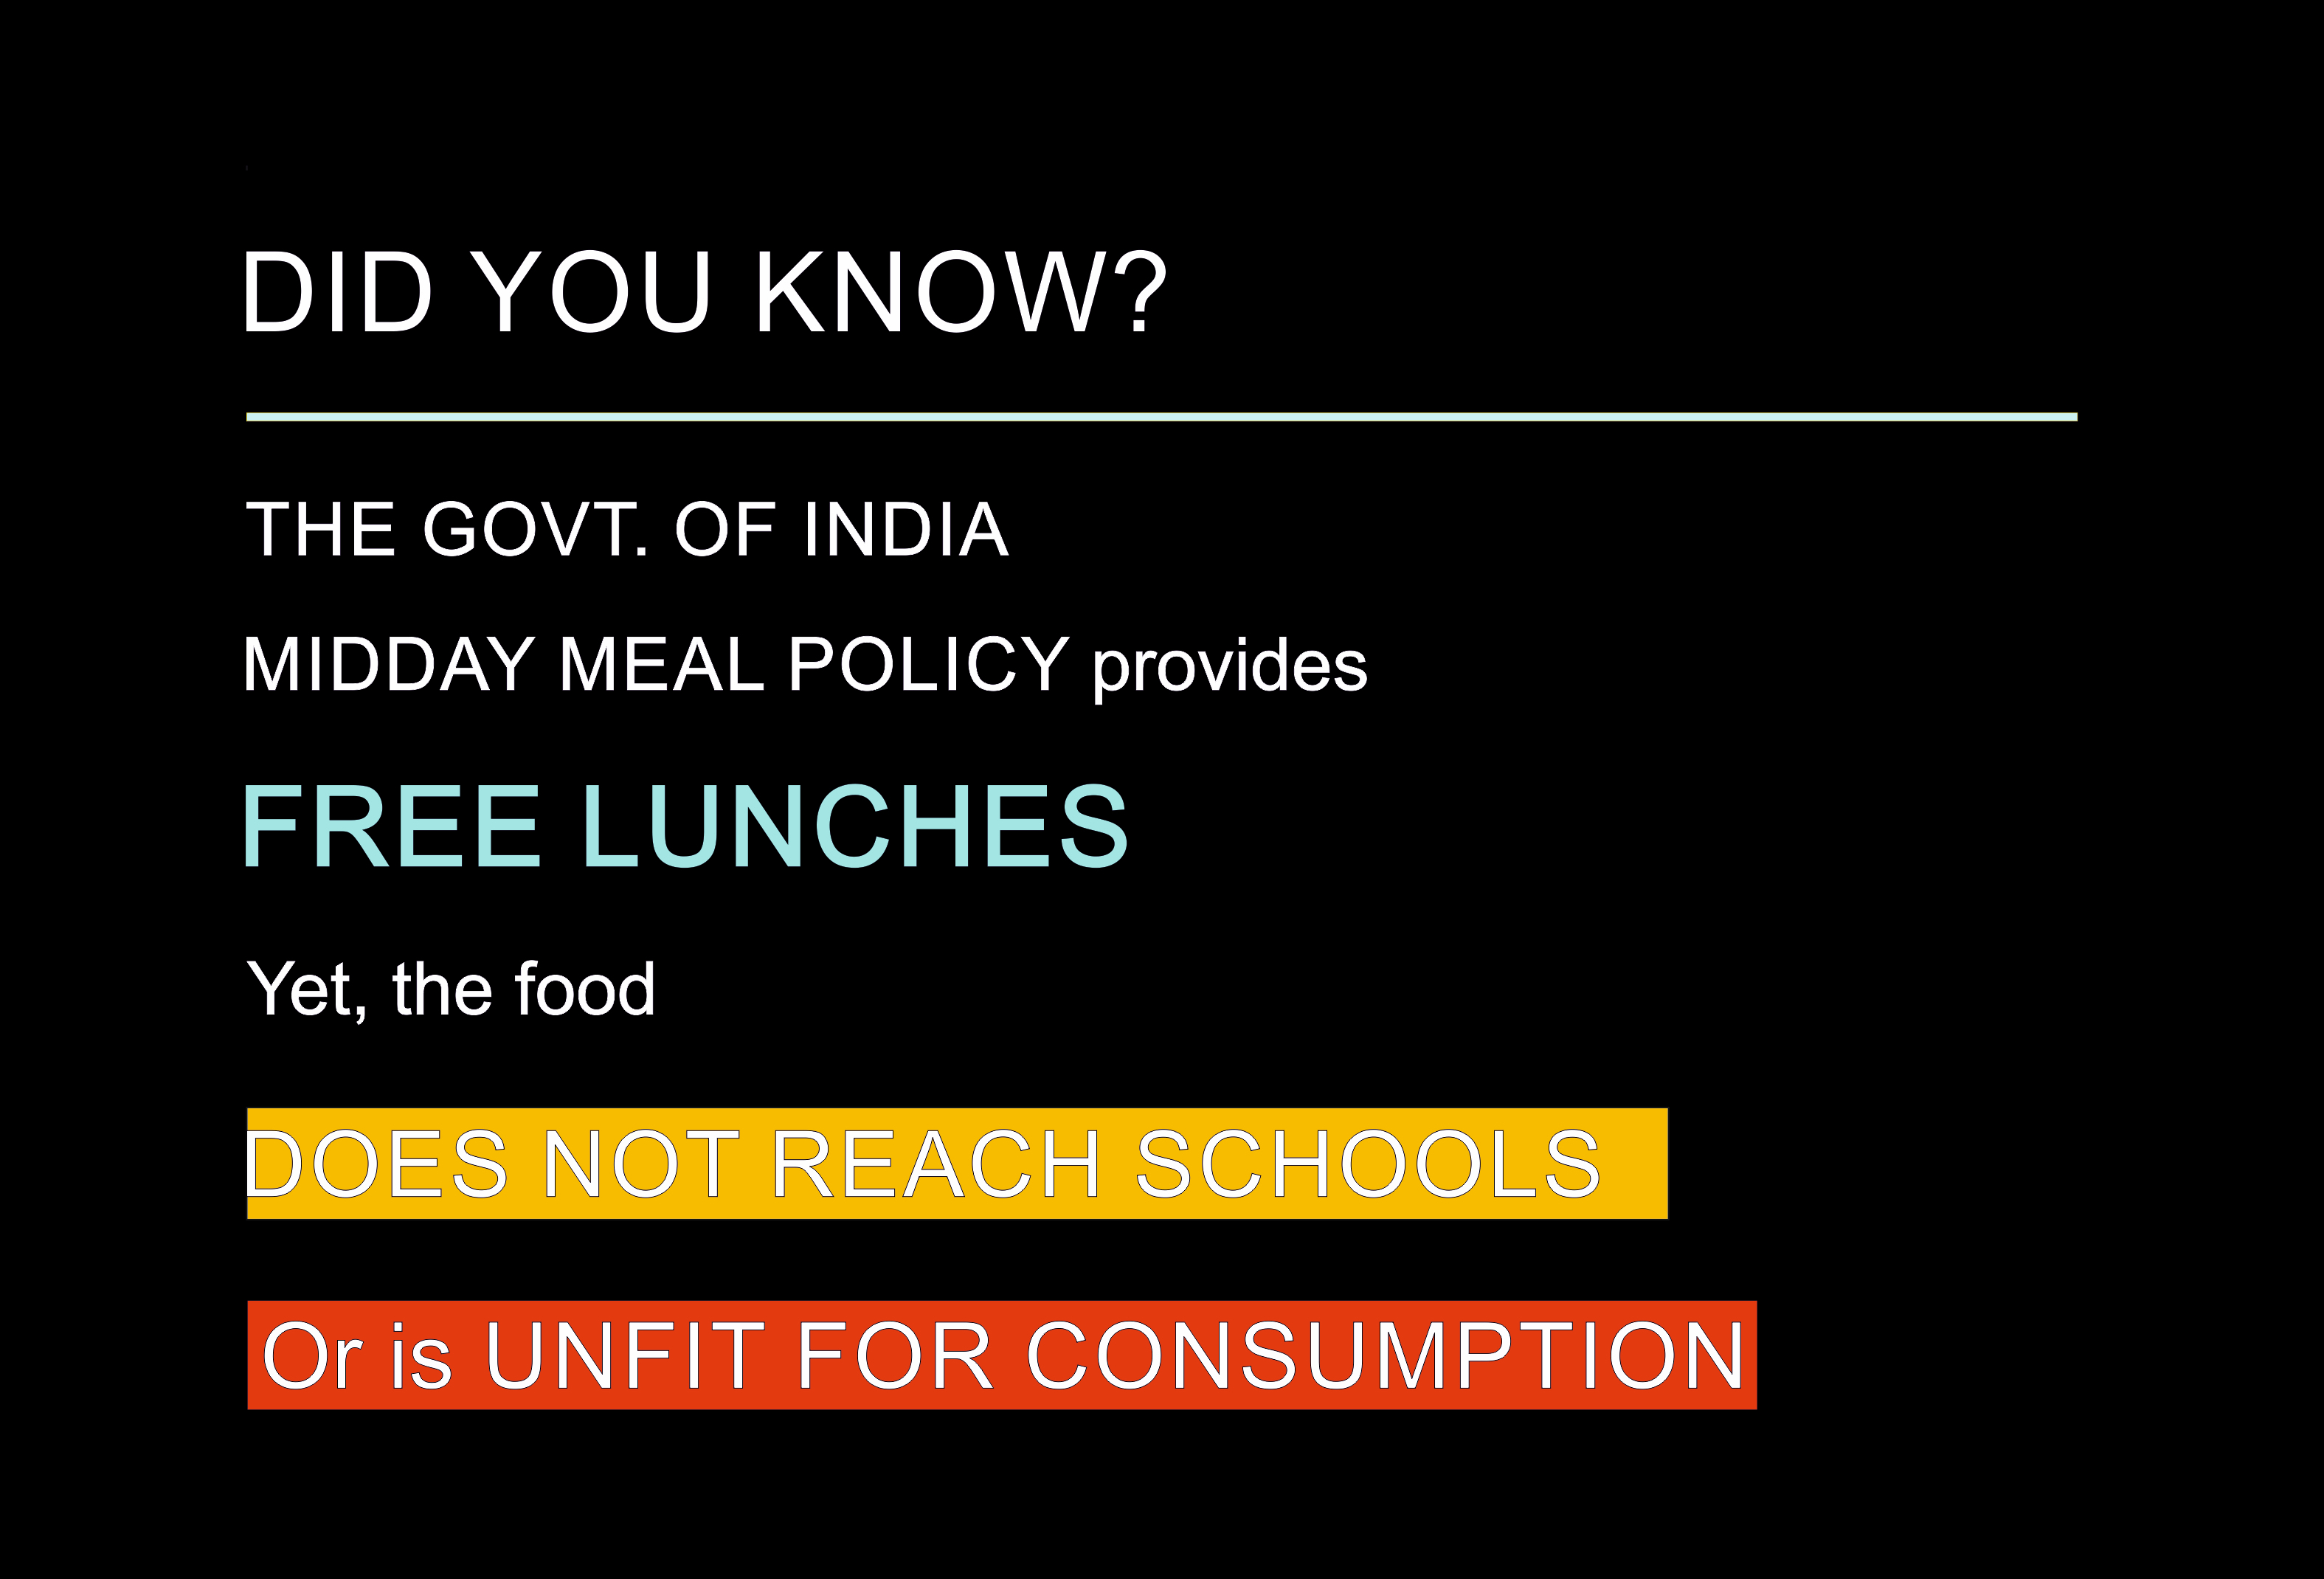 DID YOU KNOW?
THE GOVT. OF INDIA
MIDDAY MEAL POLICY provides
FREE LUNCHES
Yet, the food
DOES NOT REACH SCHOOLS
Or is UNFIT FOR CONSUMPTION